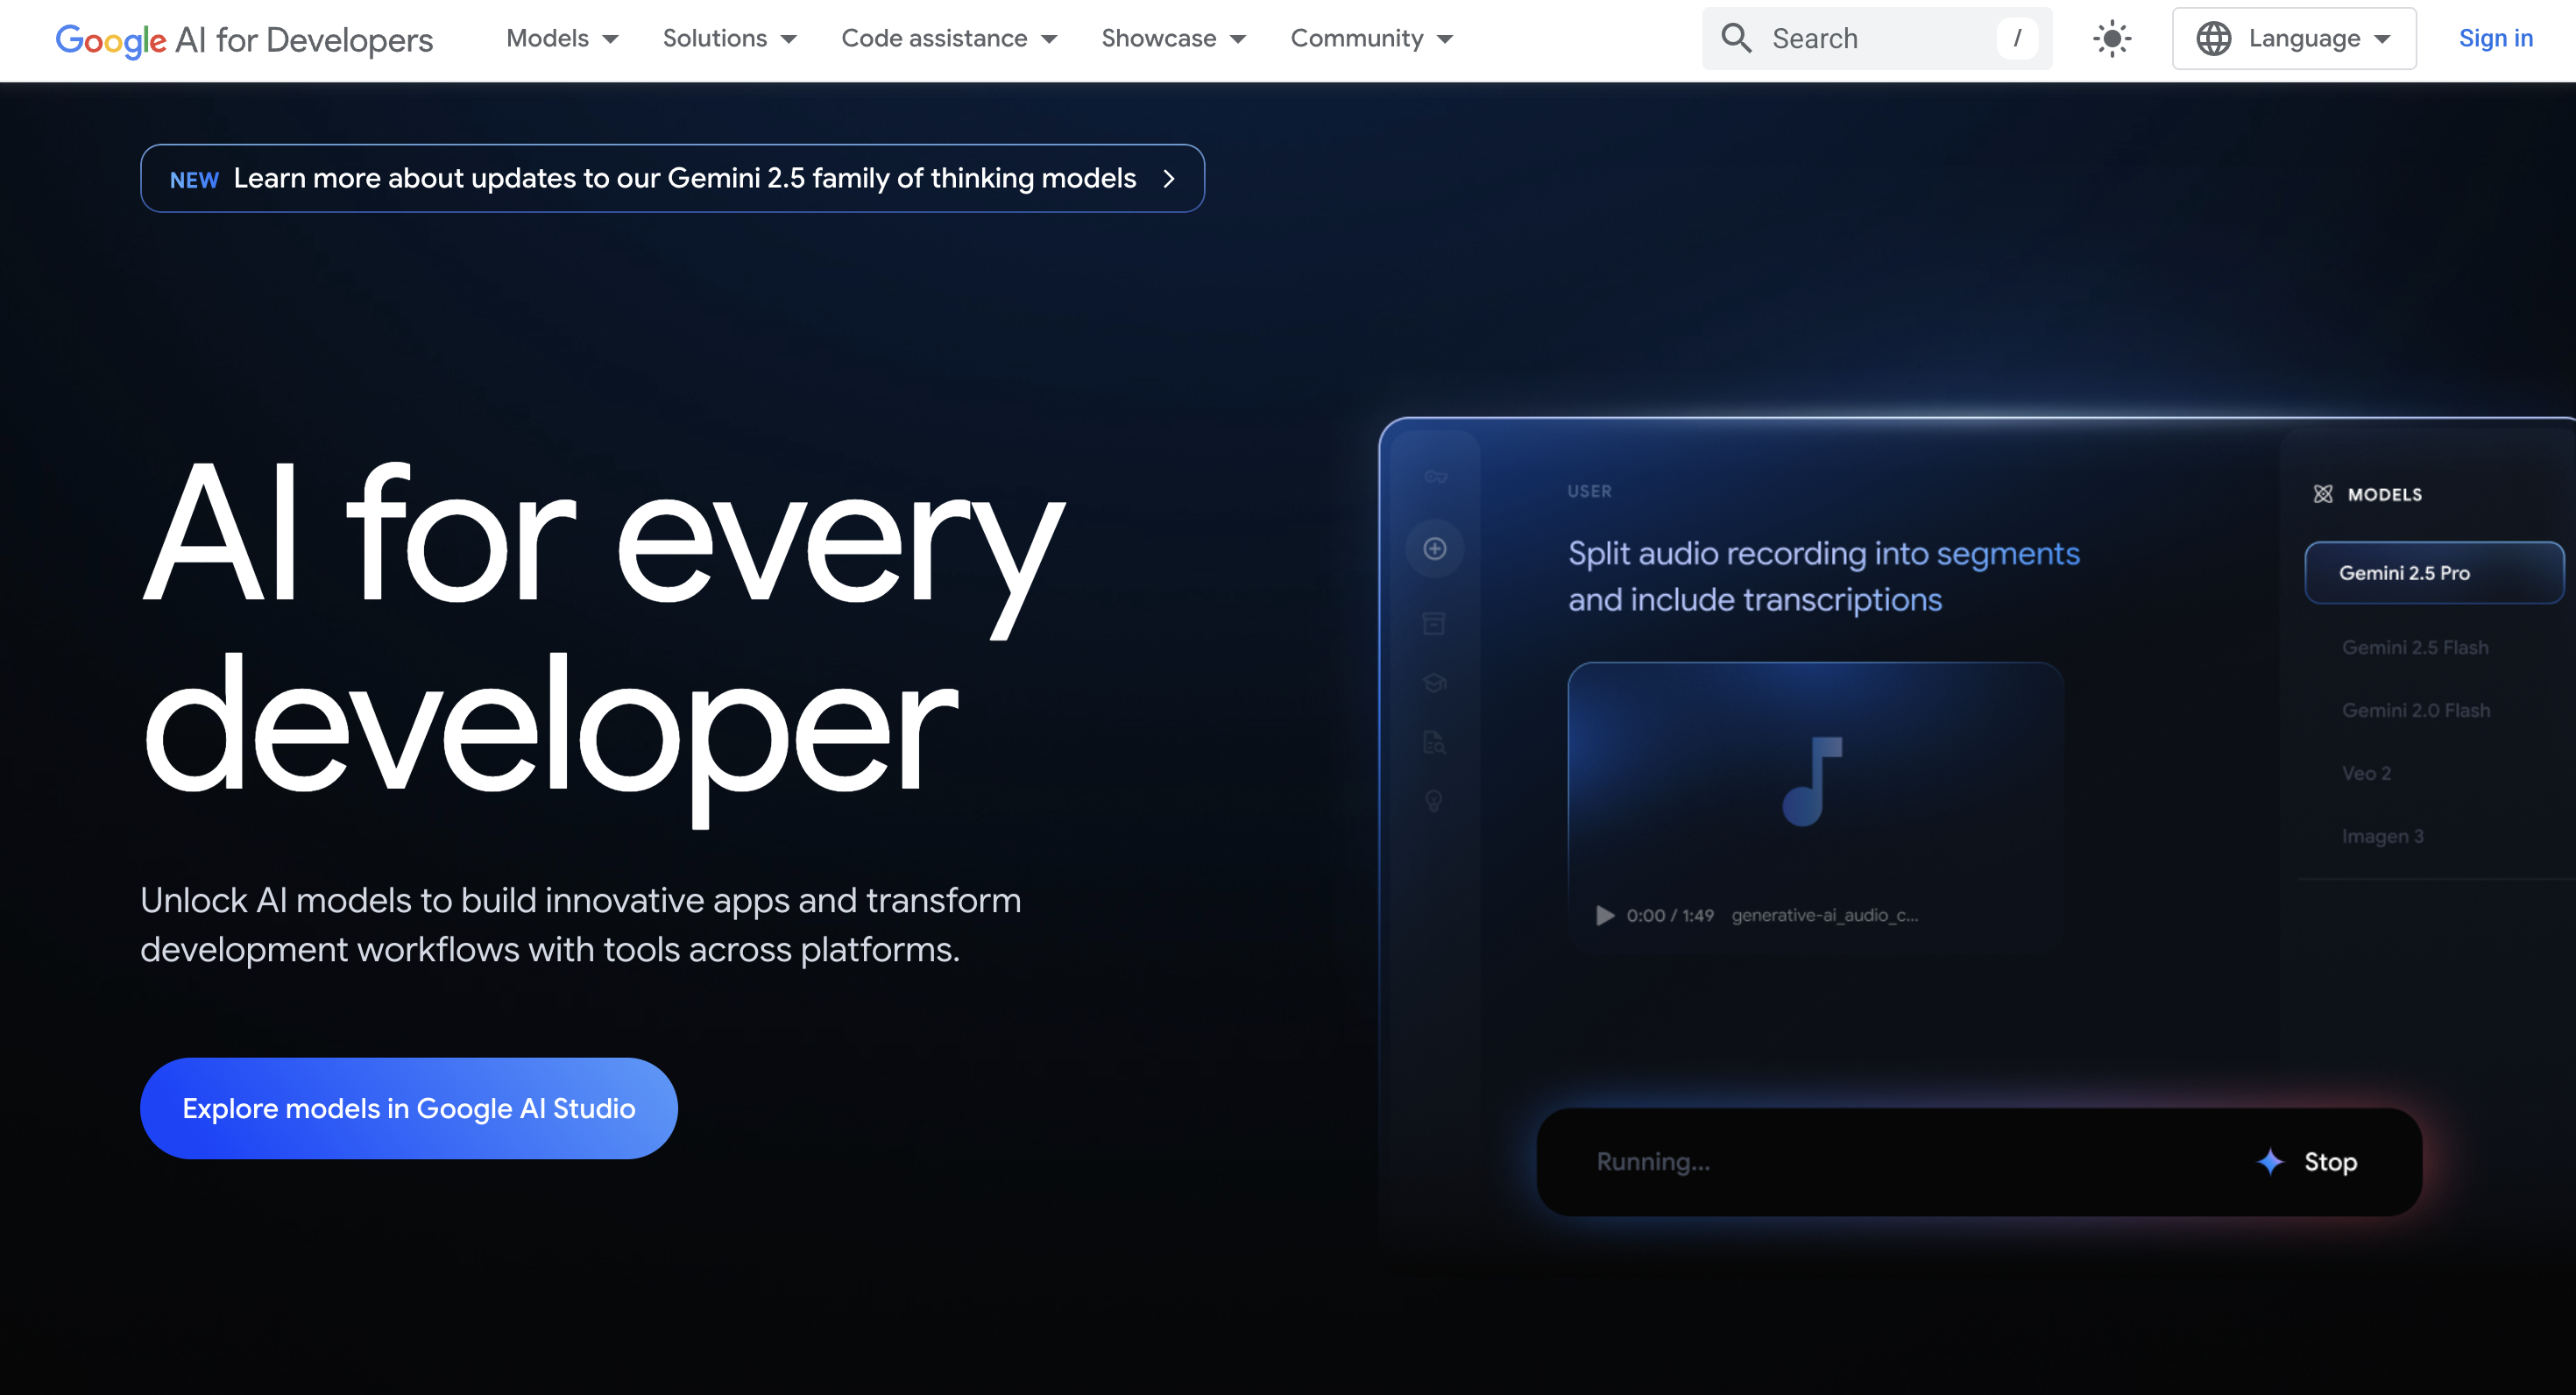 Google AI for Developers
Models
Solutions
Code assistance
Showcase
Community
Search
/
Language
Sign in
NEW Learn more about updates to our Gemini 2.5 family of thinking models
AI for every
developer
Unlock AI models to build innovative apps and transform
development workflows with tools across platforms.
Explore models in Google AI Studio
USER
Split audio recording into segments
and include transcriptions
0:00 / 1:49 generative-ai_audio_c...
Running...
Stop
MODELS
Gemini 2.5 Pro
Gemini 2.5 Flash
Gemini 2.0 Flash
Veo 2
Imagen 3